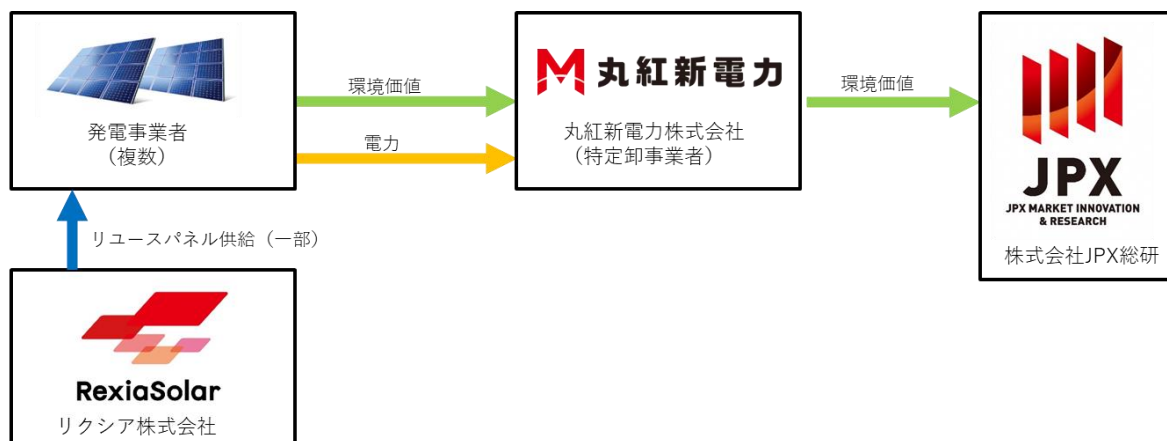 発電事業者
（複数）
環境価値
電力
丸紅新電力
丸紅新電力株式会社
（特定卸事業者）
環境価値
JPX
JPX MARKET INNOVATION
& RESEARCH
株式会社JPX総研
リユースパネル供給（一部）
RexiaSolar
リクシア株式会社